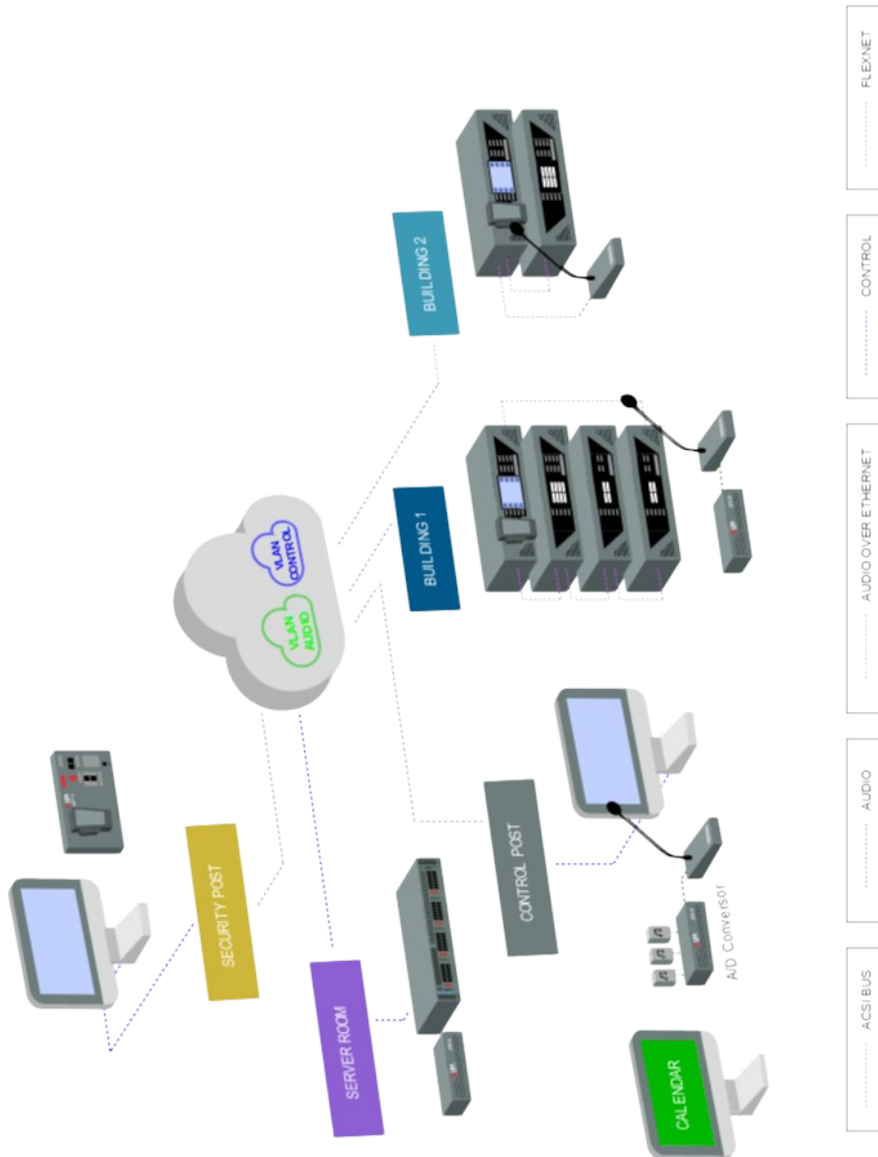 SECURITY POST
SERVER ROOM
VLAN
AUDIO
VLAN
CONTROL
BUILDING 2
BUILDING 1
CONTROL POST
A/D Conversor
CALENDAR
ACSI BUS
AUDIO
AUDIO OVER ETHERNET
CONTROL
FLEXNET